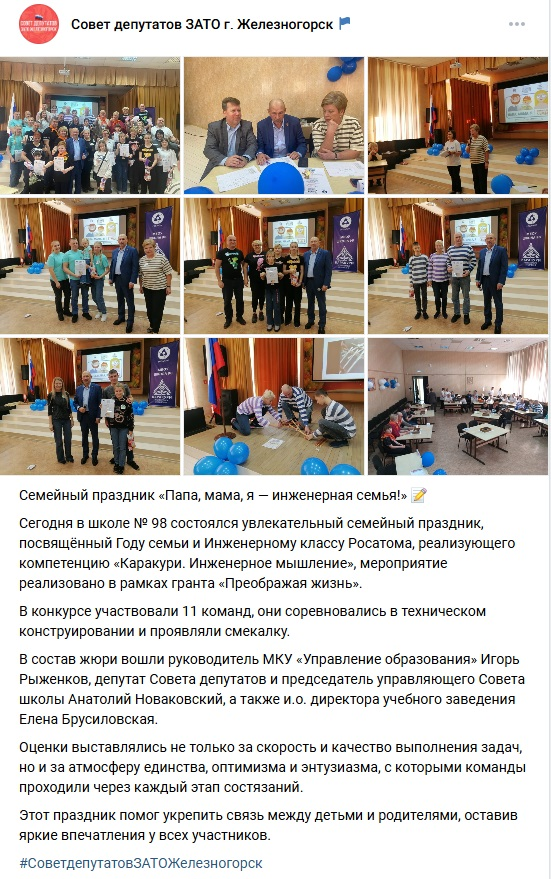 СОВЕТ ДЕПУТАТОВ
ЗАТО ЖЕЛЕЗНОГОРСК
Совет депутатов ЗАТО г. Железногорск
Семейный праздник «Папа, мама, я — инженерная семья!» 📝
Сегодня в школе № 98 состоялся увлекательный семейный праздник,
посвящённый Году семьи и Инженерному классу Росатома, реализующего
компетенцию «Каракури. Инженерное мышление», мероприятие
реализовано в рамках гранта «Преображая жизнь».
В конкурсе участвовали 11 команд, они соревновались в техническом
конструировании и проявляли смекалку.
В состав жюри вошли руководитель МКУ «Управление образования» Игорь
Рыженков, депутат Совета депутатов и председатель управляющего Совета
школы Анатолий Новаковский, а также и.о. директора учебного заведения
Елена Брусиловская.
Оценки выставлялись не только за скорость и качество выполнения задач,
но и за атмосферу единства, оптимизма и энтузиазма, с которыми команды
проходили через каждый этап состязаний.
Этот праздник помог укрепить связь между детьми и родителями, оставив
яркие впечатления у всех участников.
#СоветдепутатовЗАТОЖелезногорск